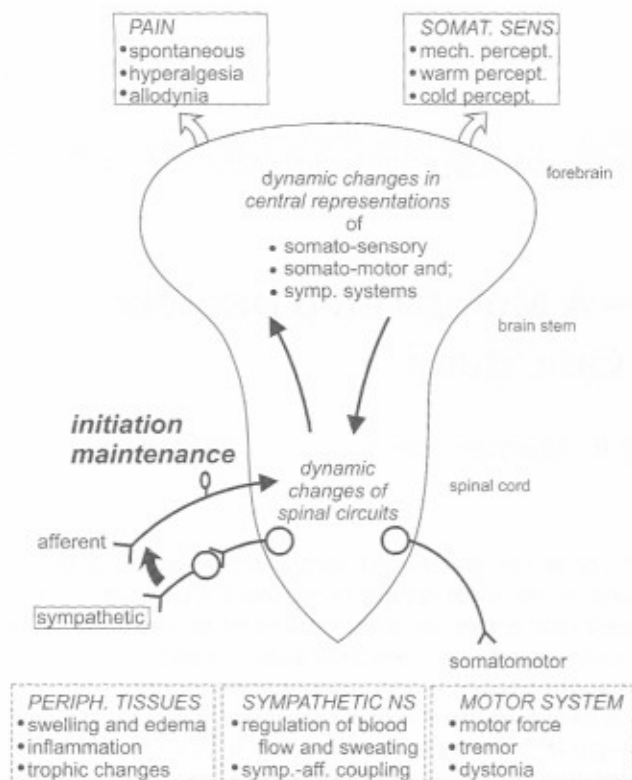 PAIN
•spontaneous
•hyperalgesia
•allodynia
SOMAT. SENS.
•mech. percept.
•warm percept.
•cold percept.
forebrain
dynamic changes in
central representations
of
• somato-sensory
• somato-motor and;
• symp. systems
brain stem
initiation
maintenance
dynamic
changes of
spinal circuits
spinal cord
afferent
sympathetic
somatomotor
PERIPH. TISSUES
•swelling and edema
•inflammation
•trophic changes
SYMPATHETIC NS
•regulation of blood
flow and sweating
•symp.-aff. coupling
MOTOR SYSTEM
•motor force
•tremor
•dystonia